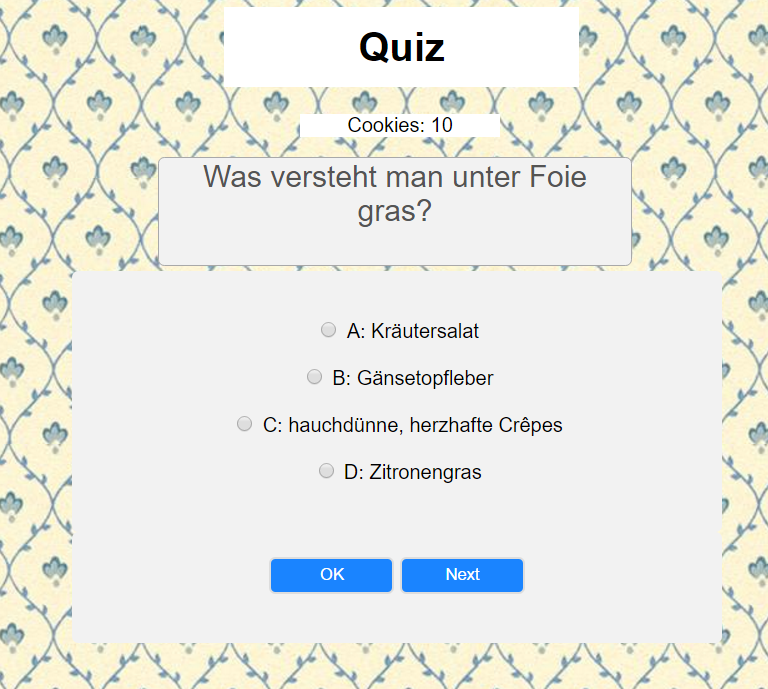 Quiz
Cookies: 10
Was versteht man unter Foie
gras?
A: Kräutersalat
B: Gänsetopfleber
C: hauchdünne, herzhafte Crêpes
D: Zitronengras
OK Next